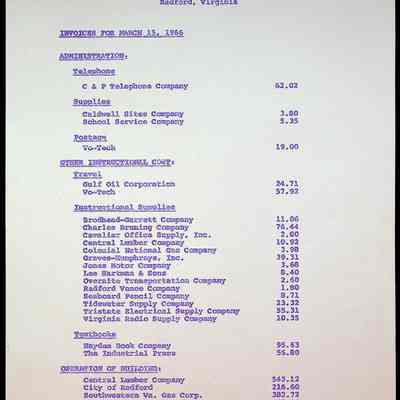 Radford, Virginia
INVOICES FOR MARCH 15, 1966
ADMINISTRATION:
Telephone
C & P Telephone Company 62.02
Supplies
Caldwell Sites Company 3.80
School Service Company 5.35
Postage
Vo-Tech 19.00
OTHER INSTRUCTIONAL COST:
Travel
Gulf Oil Corporation 24.71
Vo-Tech 57.92
Instructional Supplies
Brodhead-Garrett Company 11.06
Charles Bruning Company 76.44
Cavalier Office Supply, Inc. 2.00
Central Lumber Company 10.92
Colonial National Gas Company 3.98
Graves-Humphreys, Inc. 39.31
Jones Motor Company 3.68
Lee Hartman & Sons 8.40
Overnite Transportation Company 2.60
Radford Vance Company 1.90
Seaboard Pencil Company 8.71
Tidewater Supply Company 23.32
Tristate Electrical Supply Company 55.31
Virginia Radio Supply Company 10.35
Textbooks
Hayden Book Company 95.63
The Industrial Press 56.80
OPERATION OF BUILDING:
Central Lumber Company 563.12
City of Radford 216.60
Southwestern Va. Gas Corp. 382.73